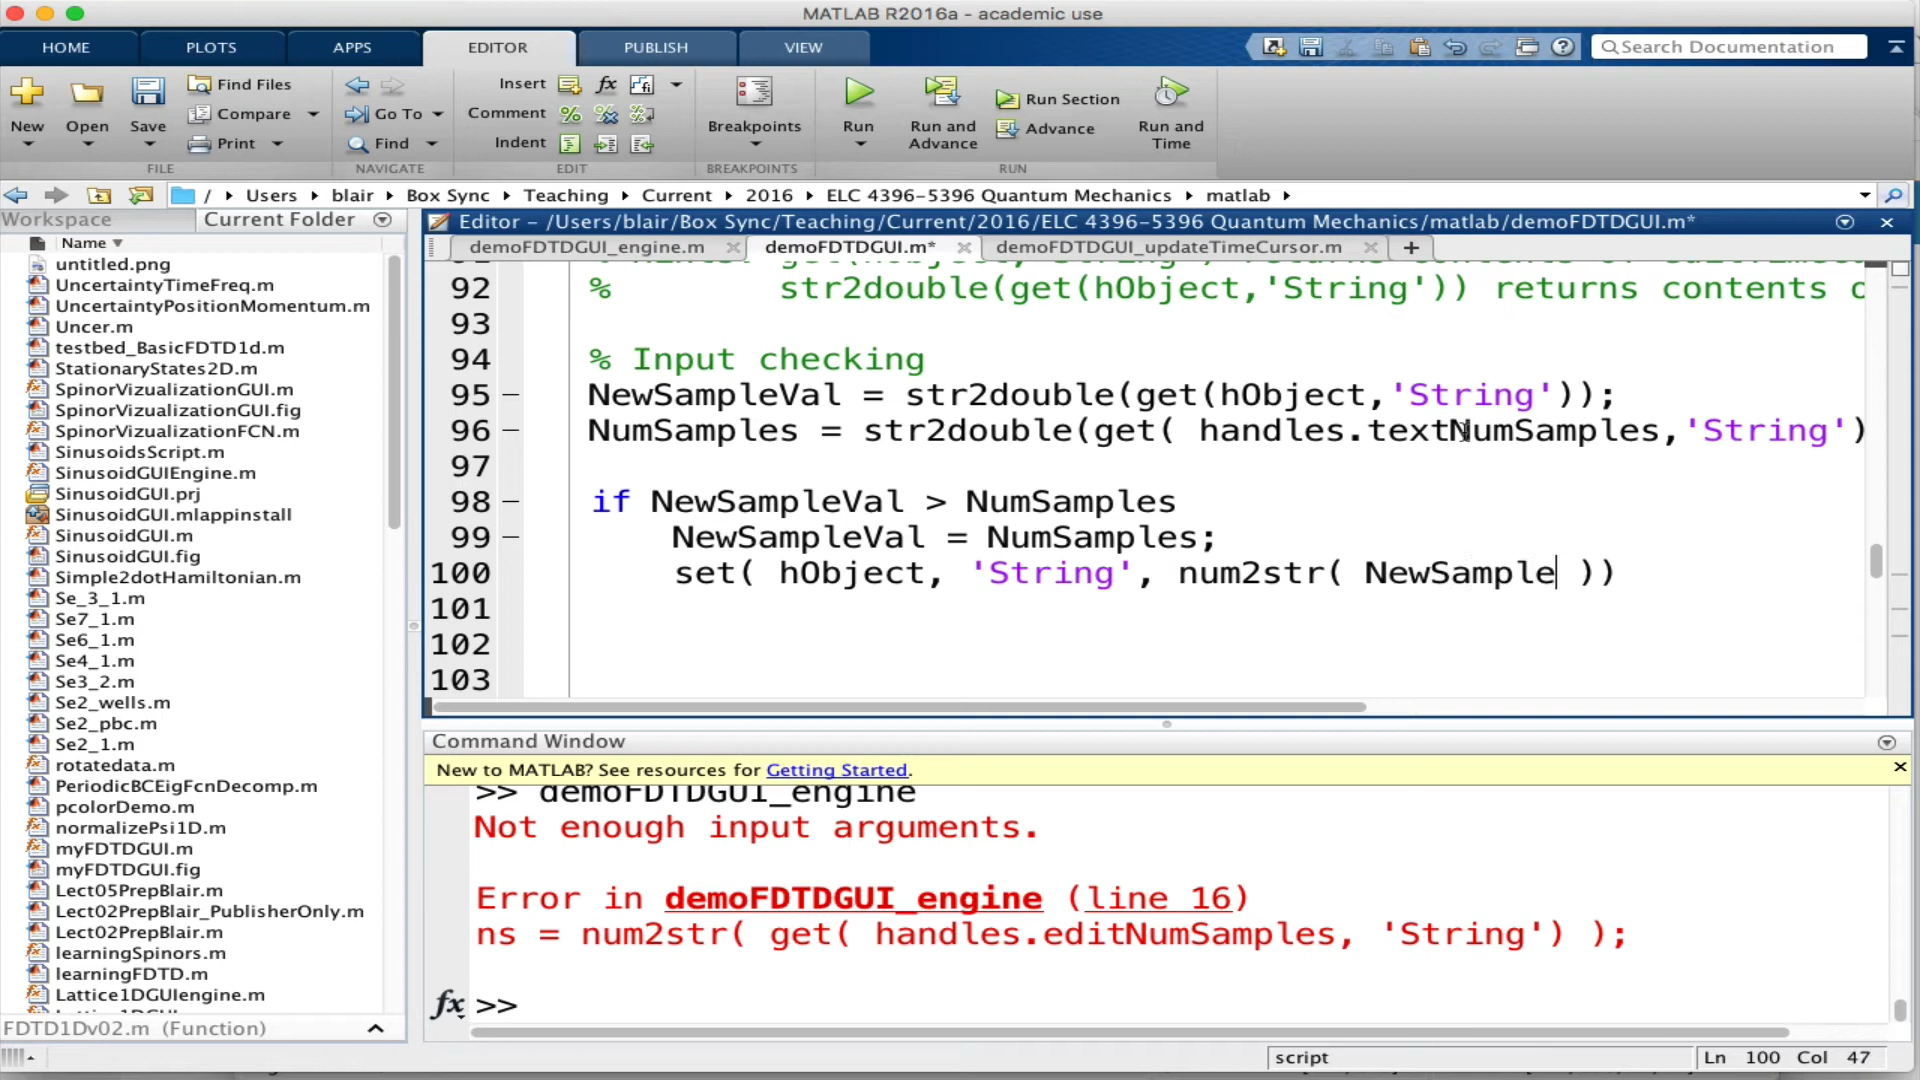 MATLAB R2016a - academic use
HOME PLOTS APPS EDITOR PUBLISH VIEW Search Documentation
New Open Save Find Files Compare Print Go To Find Insert Comment Indent Breakpoints Run Run and Advance Run Section Advance Run and Time
FILE NAVIGATE EDIT BREAKPOINTS RUN
/ Users blair Box Sync Teaching Current 2016 ELC 4396-5396 Quantum Mechanics matlab
Workspace Current Folder
Name
untitled.png
UncertaintyTimeFreq.m
UncertaintyPositionMomentum.m
Uncer.m
testbed_BasicFDTD1d.m
StationaryStates2D.m
SpinorVizualizationGUI.m
SpinorVizualizationGUI.fig
SpinorVizualizationFCN.m
SinusoidsScript.m
SinusoidGUIEngine.m
SinusoidGUI.prj
SinusoidGUI.mlappinstall
SinusoidGUI.m
SinusoidGUI.fig
Simple2dotHamiltonian.m
Se_3_1.m
Se7_1.m
Se6_1.m
Se4_1.m
Se3_2.m
Se2_wells.m
Se2_pbc.m
Se2_1.m
rotatedata.m
PeriodicBCEigFcnDecomp.m
pcolorDemo.m
normalizePsi1D.m
myFDTDGUI.m
myFDTDGUI.fig
Lect05PrepBlair.m
Lect02PrepBlair_PublisherOnly.m
Lect02PrepBlair.m
learningSpinors.m
learningFDTD.m
Lattice1DGUIengine.m
FDTD1Dv02.m (Function)
Editor - /Users/blair/Box Sync/Teaching/Current/2016/ELC 4396-5396 Quantum Mechanics/matlab/demoFDTDGUI.m*
demoFDTDGUI_engine.m demoFDTDGUI.m* demoFDTDGUI_updateTimeCursor.m
92 % str2double(get(hObject,'String')) returns contents
93
94 % Input checking
95 - NewSampleVal = str2double(get(hObject,'String'));
96 - NumSamples = str2double(get( handles.textNumSamples,'String')
97
98 - if NewSampleVal > NumSamples
99 - NewSampleVal = NumSamples;
100 set( hObject, 'String', num2str( NewSample ))
101
102
103
Command Window
New to MATLAB? See resources for Getting Started.
>> demoFDTDGUI_engine
Not enough input arguments.
Error in demoFDTDGUI_engine (line 16)
ns = num2str( get( handles.editNumSamples, 'String') );
fx >>
script Ln 100 Col 47